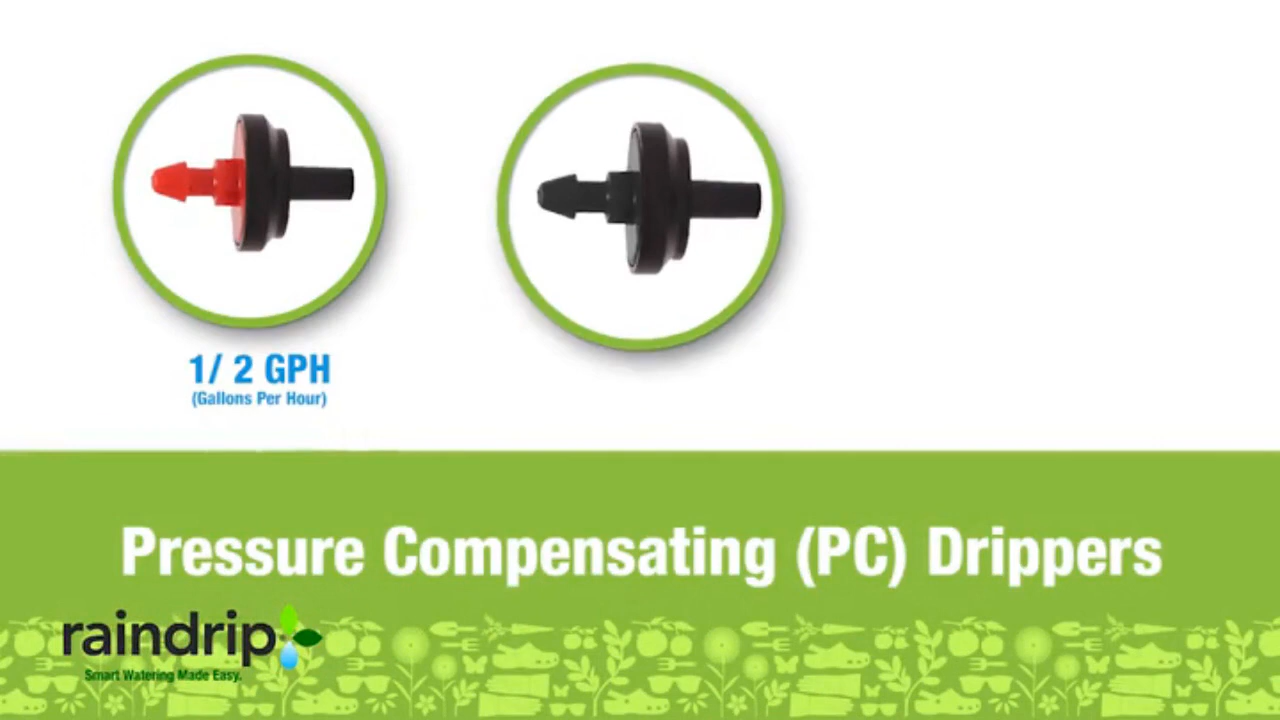 1/ 2 GPH
(Gallons Per Hour)
Pressure Compensating (PC) Drippers
raindrip
Smart Watering Made Easy.